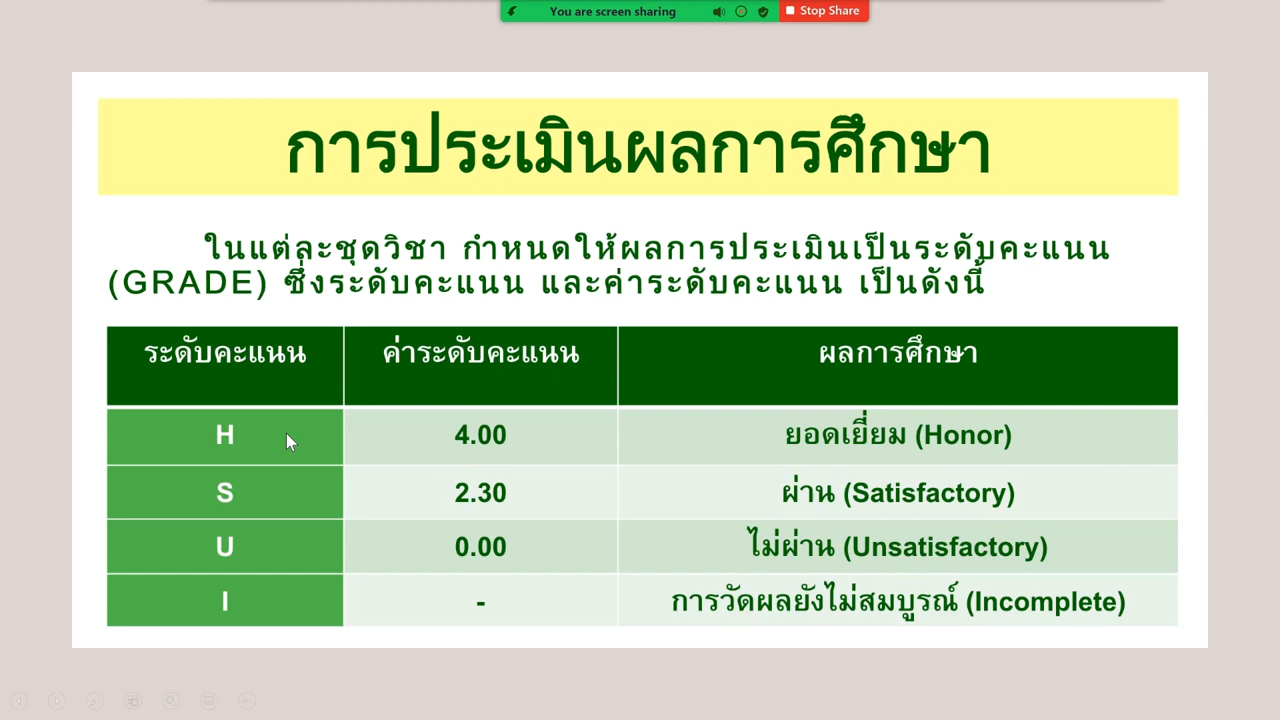 You are screen sharing
Stop Share
การประเมินผลการศึกษา
ในแต่ละชุดวิชา กำหนดให้ผลการประเมินเป็นระดับคะแนน
(GRADE) ซึ่งระดับคะแนน และค่าระดับคะแนน เป็นดังนี้
ระดับคะแนน ค่าระดับคะแนน ผลการศึกษา
H 4.00 ยอดเยี่ยม (Honor)
S 2.30 ผ่าน (Satisfactory)
U 0.00 ไม่ผ่าน (Unsatisfactory)
I - การวัดผลยังไม่สมบูรณ์ (Incomplete)